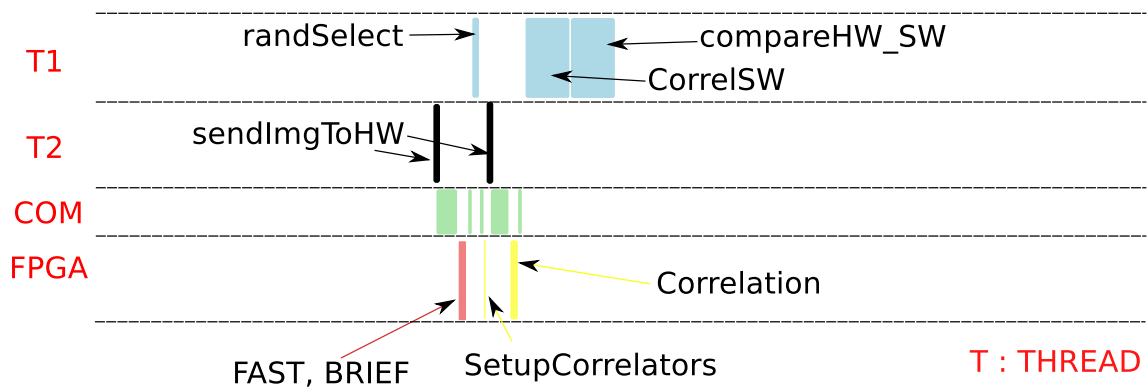 randSelect
compareHW_SW
T1
CorrelSW
sendImgToHW
T2
COM
FPGA
Correlation
FAST, BRIEF
SetupCorrelators
T : THREAD